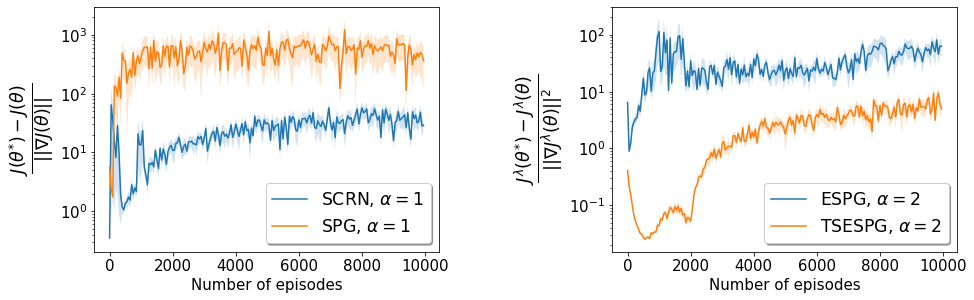 10³
10²
10¹
10⁰
J(θ*) − J(θ)
||∇J(θ)||
SCRN, α = 1
SPG, α = 1
0 2000 4000 6000 8000 10000
Number of episodes
10²
10¹
10⁰
10⁻¹
J^λ(θ*) − J^λ(θ)
||∇J^λ(θ)||²
ESPG, α = 2
TSESPG, α = 2
0 2000 4000 6000 8000 10000
Number of episodes